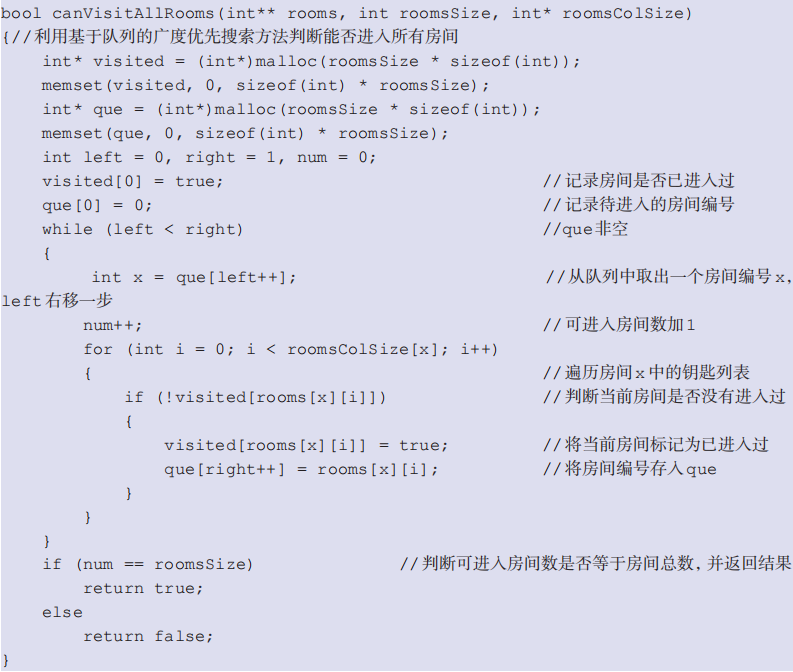 bool canVisitAllRooms(int** rooms, int roomsSize, int* roomsColSize)
{//利用基于队列的广度优先搜索方法判断能否进入所有房间
    int* visited = (int*)malloc(roomsSize * sizeof(int));
    memset(visited, 0, sizeof(int) * roomsSize);
    int* que = (int*)malloc(roomsSize * sizeof(int));
    memset(que, 0, sizeof(int) * roomsSize);
    int left = 0, right = 1, num = 0;
    visited[0] = true; //记录房间是否已进入过
    que[0] = 0; //记录待进入的房间编号
    while (left < right) //que非空
    {
        int x = que[left++]; //从队列中取出一个房间编号x,
left右移一步
        num++; //可进入房间数加1
        for (int i = 0; i < roomsColSize[x]; i++)
        { //遍历房间x中的钥匙列表
            if (!visited[rooms[x][i]]) //判断当前房间是否没有进入过
            {
                visited[rooms[x][i]] = true; //将当前房间标记为已进入过
                que[right++] = rooms[x][i]; //将房间编号存入que
            }
        }
    }
    if (num == roomsSize) //判断可进入房间数是否等于房间总数,并返回结果
        return true;
    else
        return false;
}